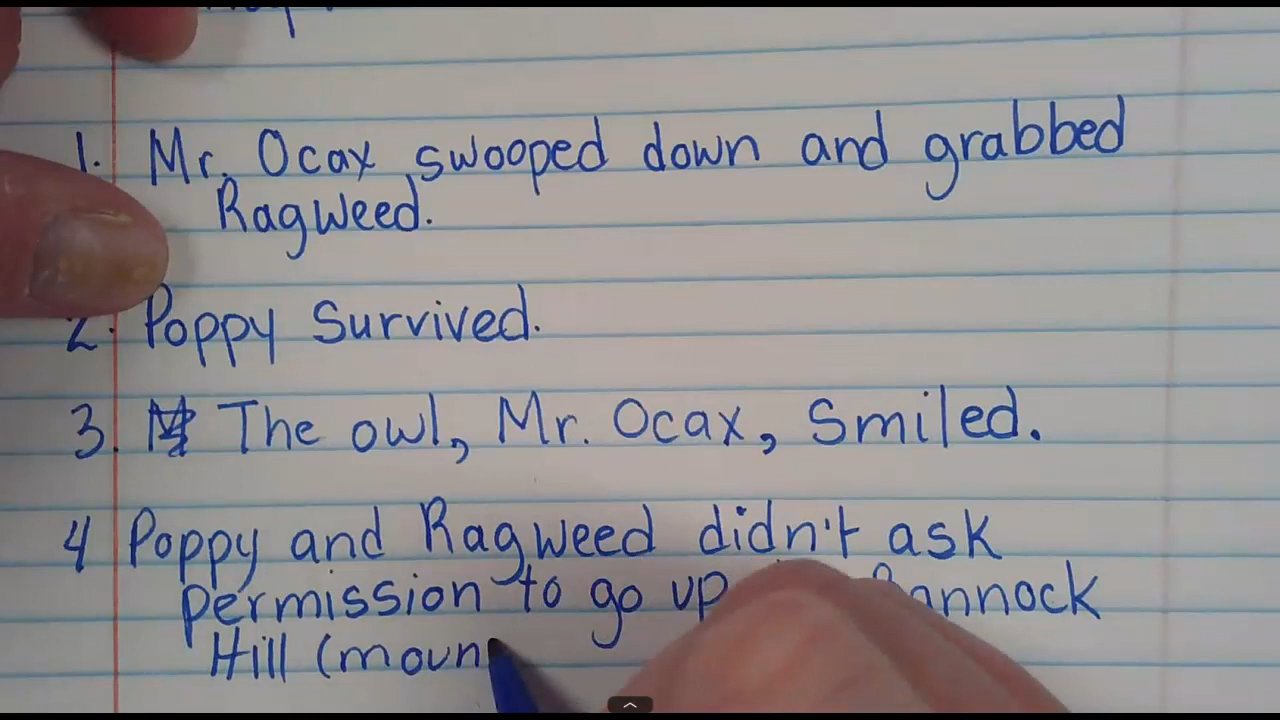 1. Mr. Ocax swooped down and grabbed
Ragweed.
2. Poppy Survived.
3. The owl, Mr. Ocax, Smiled.
4 Poppy and Ragweed didn't ask
permission to go up
Hill (moun